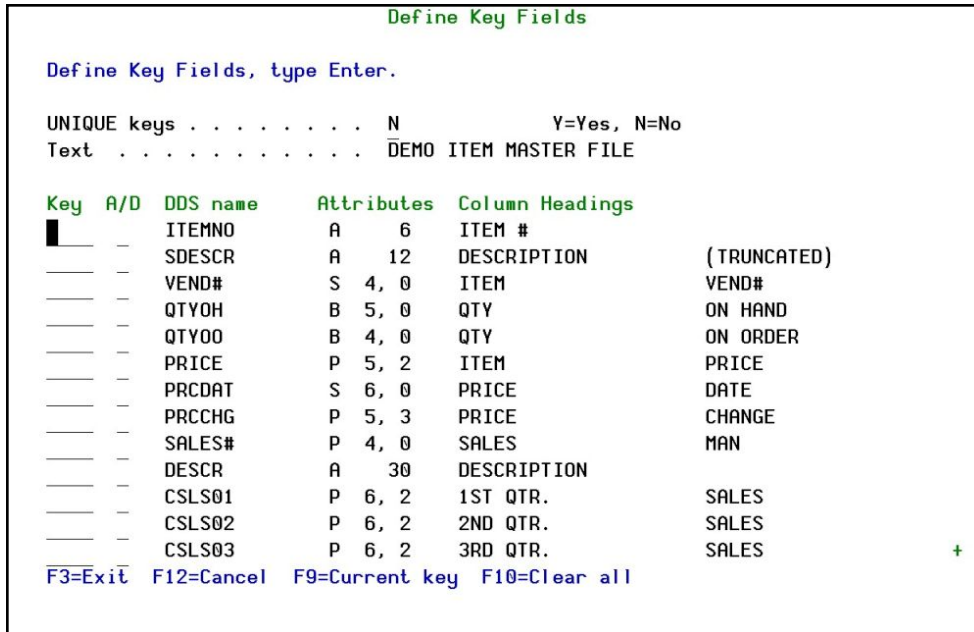 Define Key Fields
Define Key Fields, type Enter.
UNIQUE keys . . . . . . . . N Y=Yes, N=No
Text . . . . . . . . . . . DEMO ITEM MASTER FILE
Key A/D DDS name Attributes Column Headings
ITEMNO A 6 ITEM #
SDESCR A 12 DESCRIPTION (TRUNCATED)
VEND# S 4, 0 ITEM VEND#
QTYOH B 5, 0 QTY ON HAND
QTYOO B 4, 0 QTY ON ORDER
PRICE P 5, 2 ITEM PRICE
PRCDAT S 6, 0 PRICE DATE
PRCCHG P 5, 3 PRICE CHANGE
SALES# P 4, 0 SALES MAN
DESCR A 30 DESCRIPTION
CSLS01 P 6, 2 1ST QTR. SALES
CSLS02 P 6, 2 2ND QTR. SALES
CSLS03 P 6, 2 3RD QTR. SALES +
F3=Exit F12=Cancel F9=Current key F10=Clear all